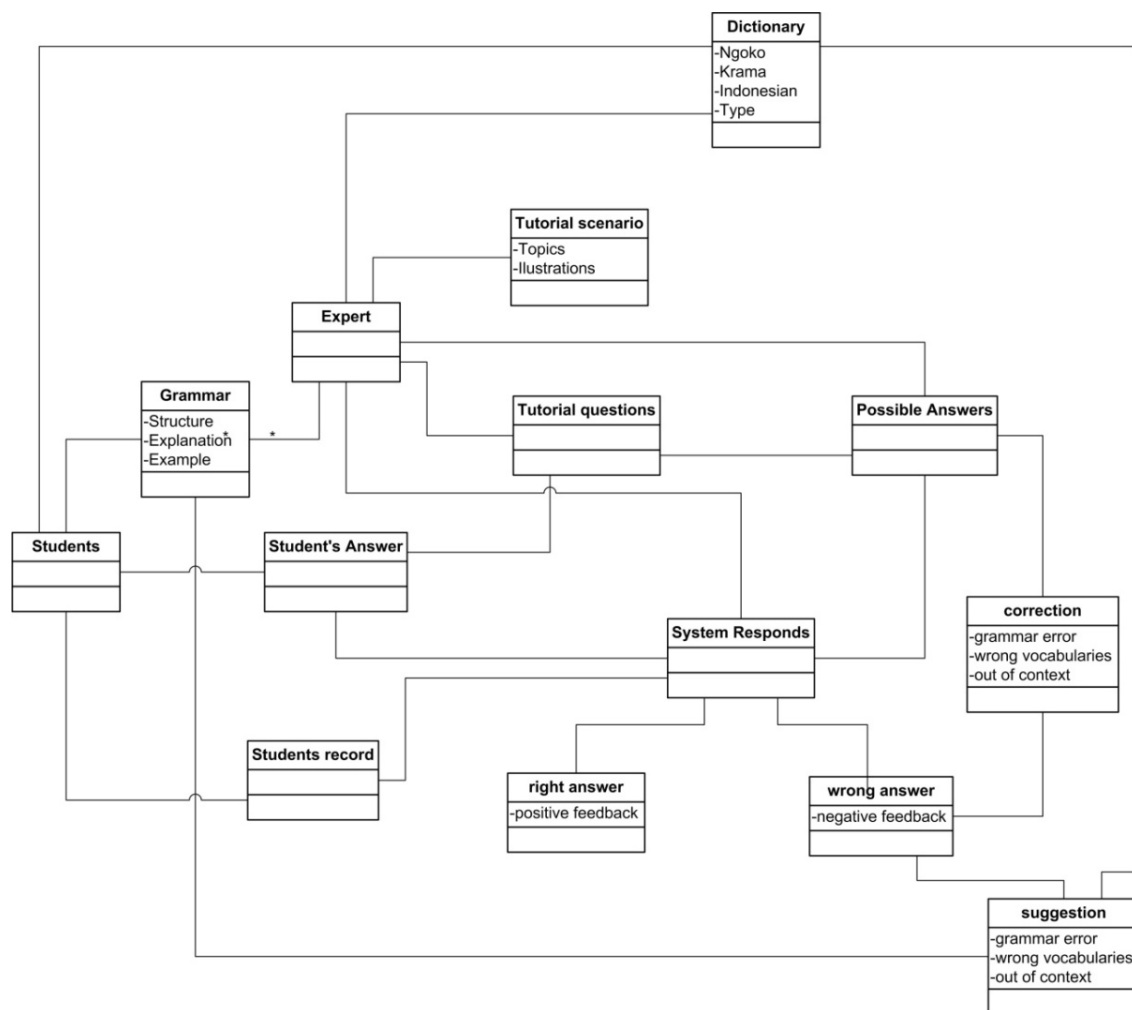 Dictionary
-Ngoko
-Krama
-Indonesian
-Type
Tutorial scenario
-Topics
-Ilustrations
Expert
Grammar
-Structure
-Explanation
-Example
*
*
Tutorial questions
Possible Answers
Students
Student's Answer
System Responds
correction
-grammar error
-wrong vocabularies
-out of context
Students record
right answer
-positive feedback
wrong answer
-negative feedback
suggestion
-grammar error
-wrong vocabularies
-out of context